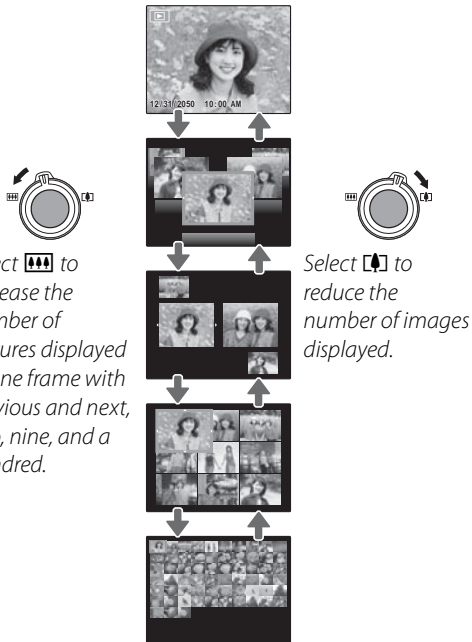 12/31/2050 10:00 AM
ect to
ease the
mber of
ures displayed
ne frame with
vious and next,
, nine, and a
ndred.
Select to
reduce the
number of images
displayed.